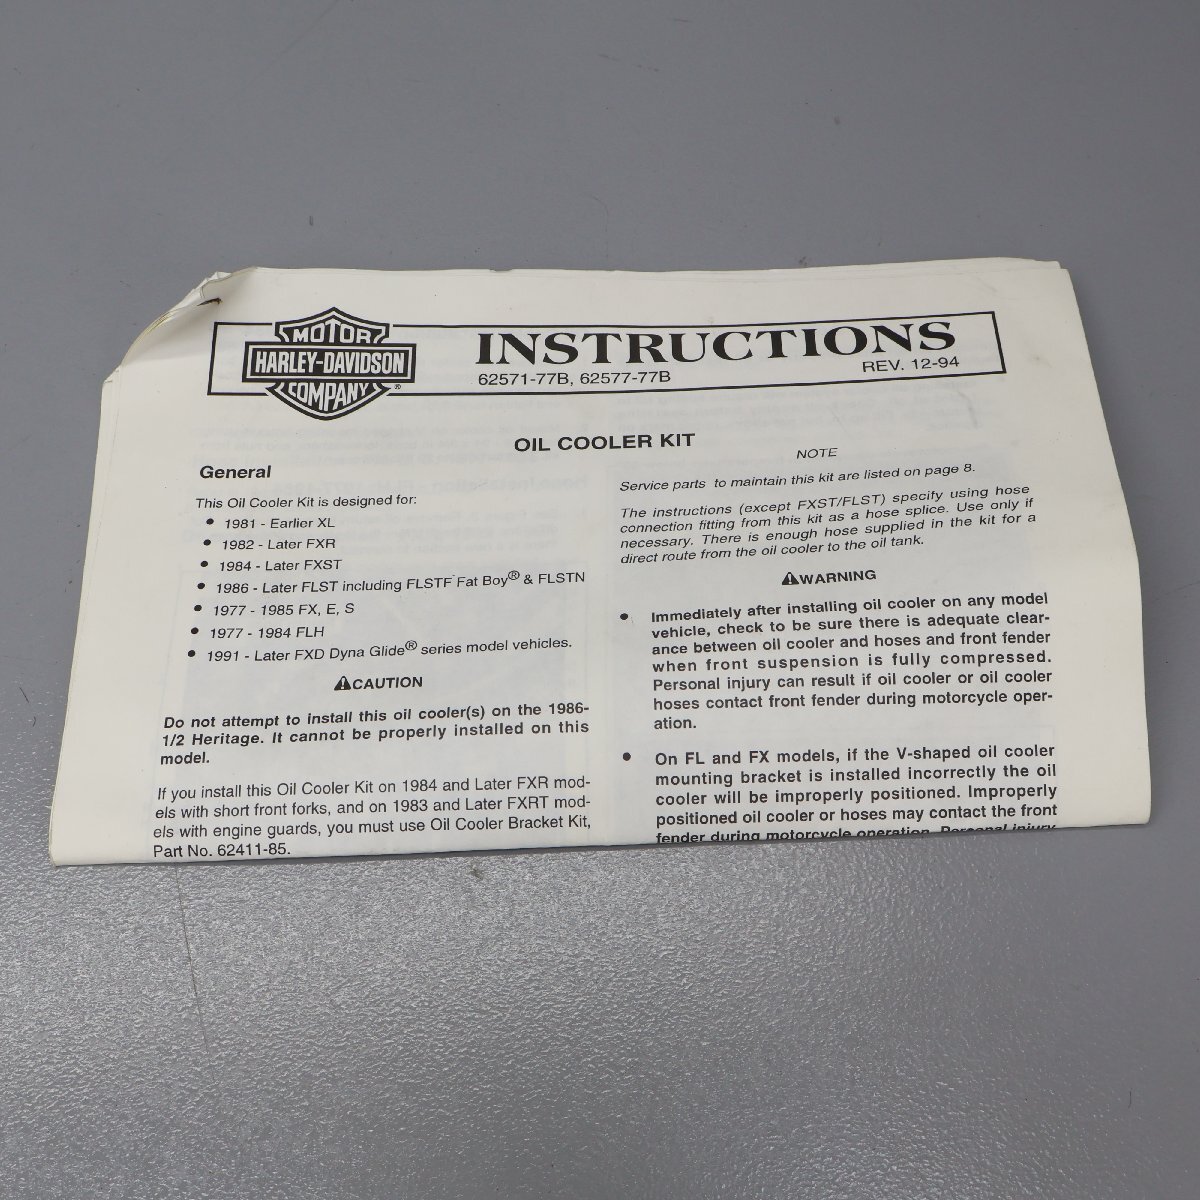 MOTOR
HARLEY-DAVIDSON
COMPANY
®
INSTRUCTIONS
62571-77B, 62577-77B
REV. 12-94
OIL COOLER KIT
General
This Oil Cooler Kit is designed for:
• 1981 - Earlier XL
• 1982 - Later FXR
• 1984 - Later FXST
• 1986 - Later FLST including FLSTF Fat Boy® & FLSTN
• 1977 - 1985 FX, E, S
• 1977 - 1984 FLH
• 1991 - Later FXD Dyna Glide® series model vehicles.
⚠CAUTION
Do not attempt to install this oil cooler(s) on the 1986-
1/2 Heritage. It cannot be properly installed on this
model.
If you install this Oil Cooler Kit on 1984 and Later FXR mod-
els with short front forks, and on 1983 and Later FXRT mod-
els with engine guards, you must use Oil Cooler Bracket Kit,
Part No. 62411-85.
NOTE
Service parts to maintain this kit are listed on page 8.
The instructions (except FXST/FLST) specify using hose
connection fitting from this kit as a hose splice. Use only if
necessary. There is enough hose supplied in the kit for a
direct route from the oil cooler to the oil tank.
⚠WARNING
• Immediately after installing oil cooler on any model
vehicle, check to be sure there is adequate clear-
ance between oil cooler and hoses and front fender
when front suspension is fully compressed.
Personal injury can result if oil cooler or oil cooler
hoses contact front fender during motorcycle oper-
ation.
• On FL and FX models, if the V-shaped oil cooler
mounting bracket is installed incorrectly the oil
cooler will be improperly positioned. Improperly
positioned oil cooler or hoses may contact the front
fender during motorcycle operation. Personal injury